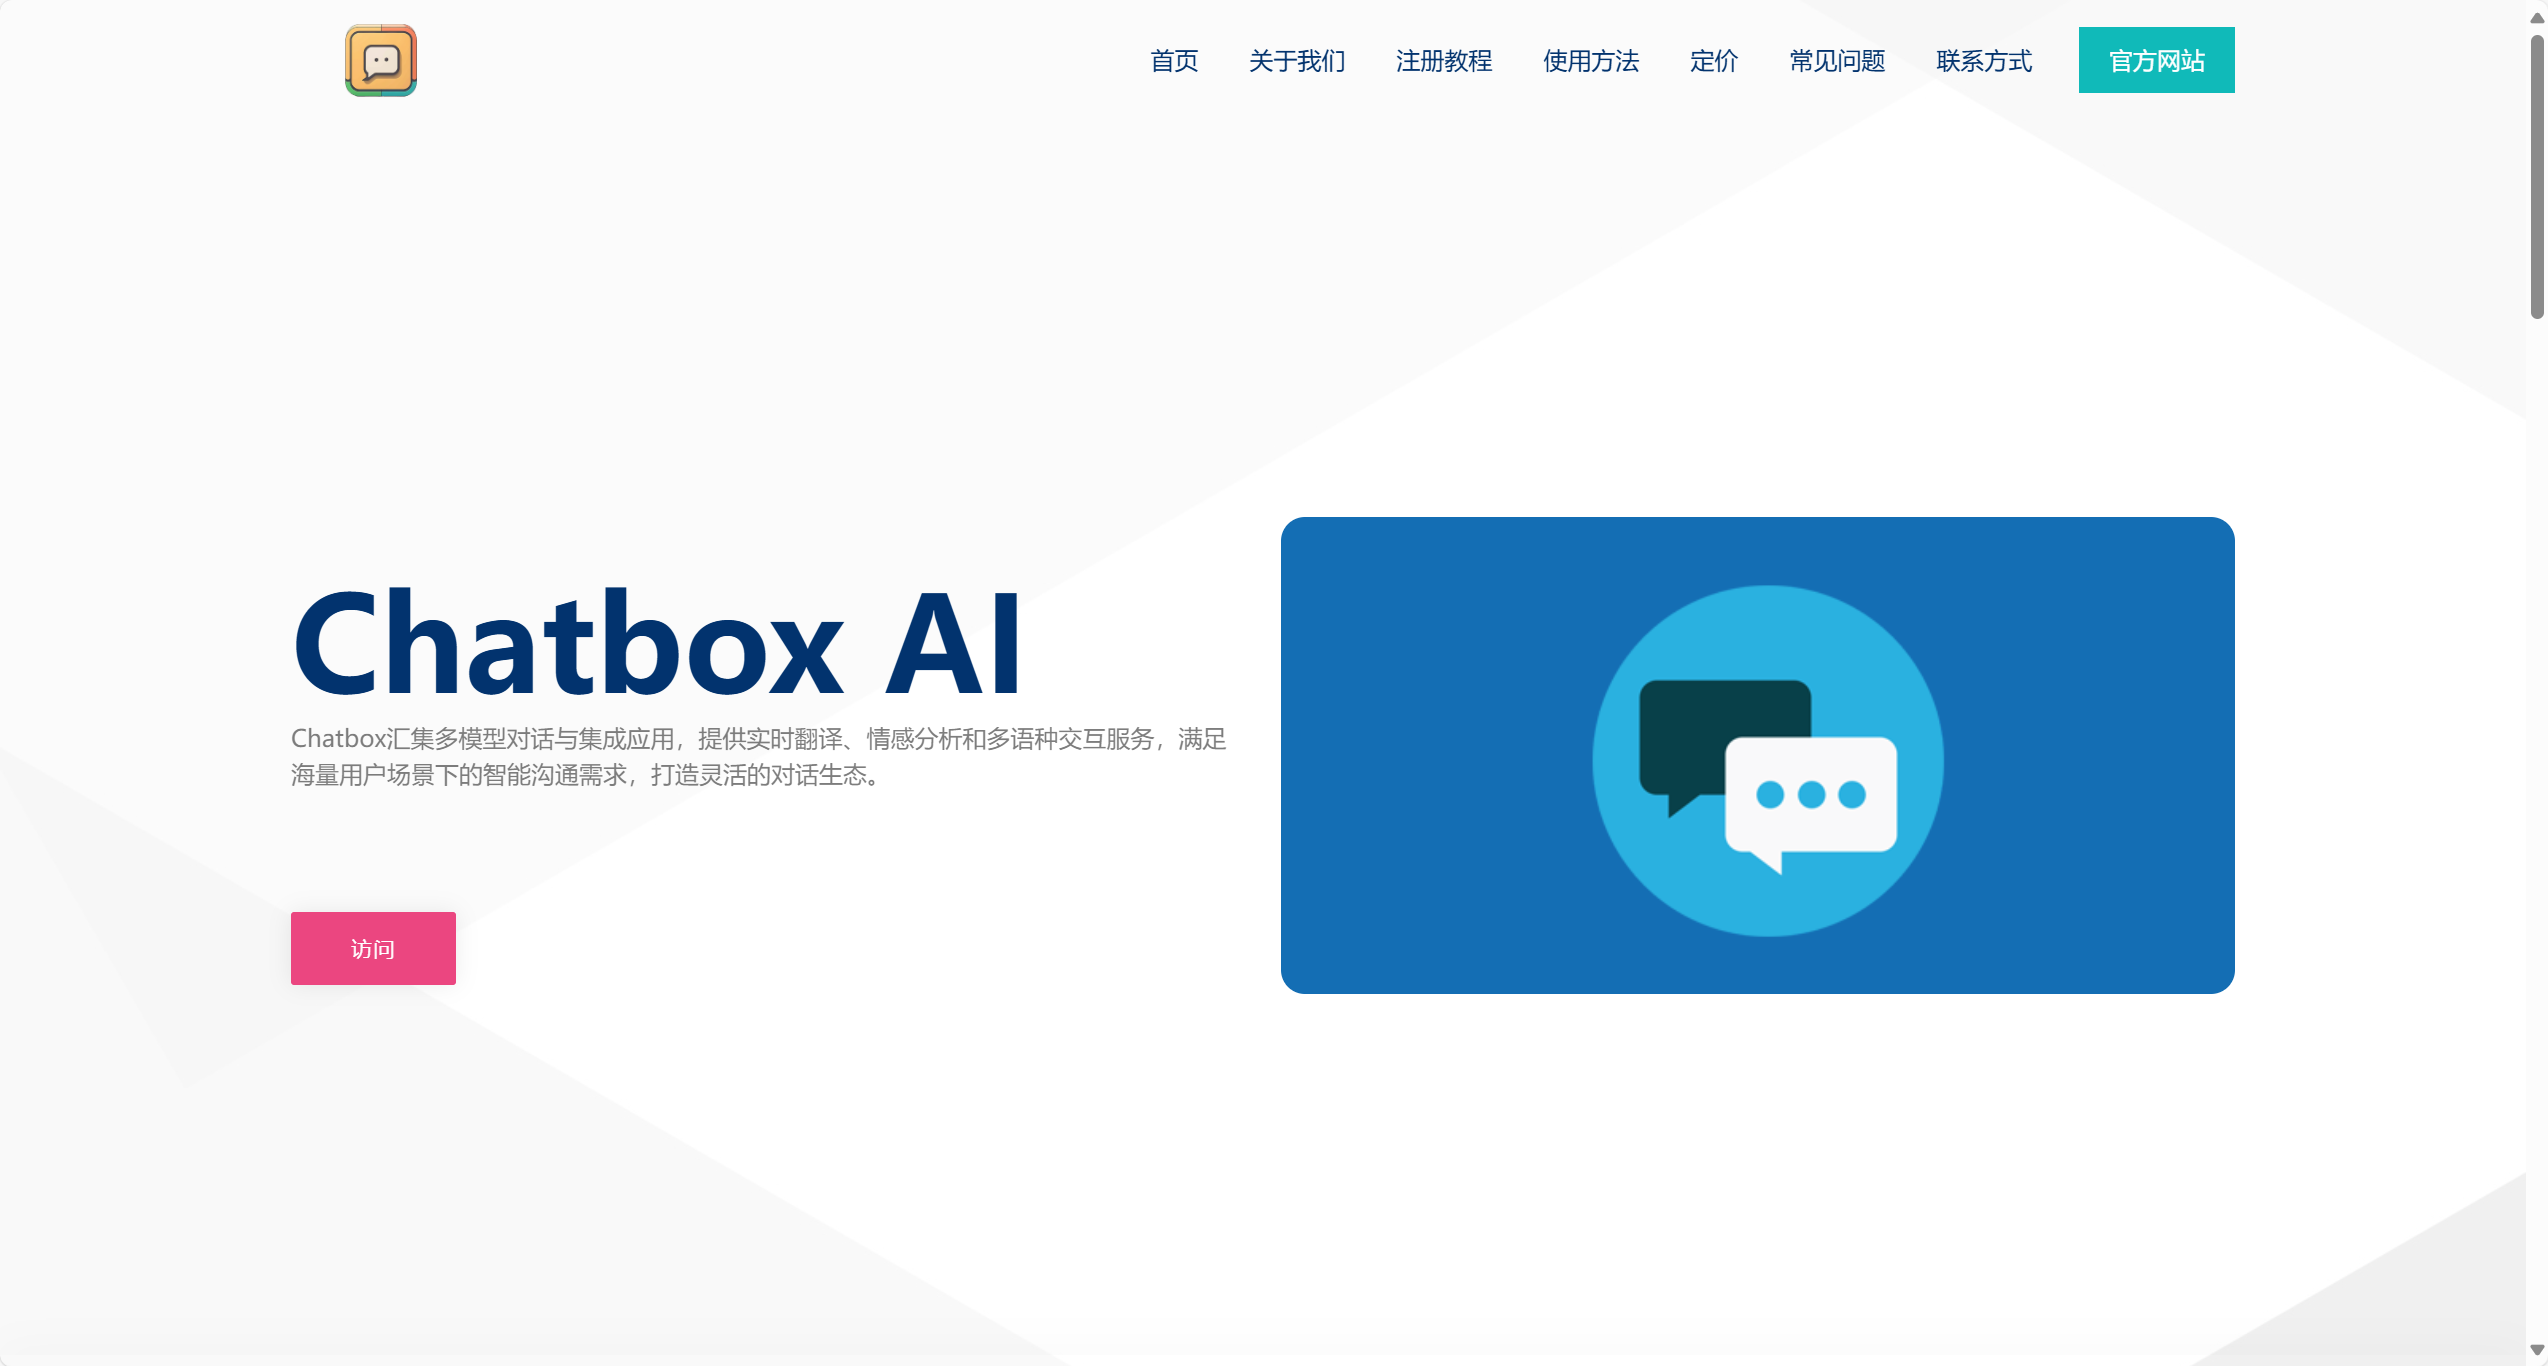 首页 关于我们 注册教程 使用方法 定价 常见问题 联系方式 官方网站
Chatbox AI
Chatbox汇集多模型对话与集成应用，提供实时翻译、情感分析和多语种交互服务，满足
海量用户场景下的智能沟通需求，打造灵活的对话生态。
访问